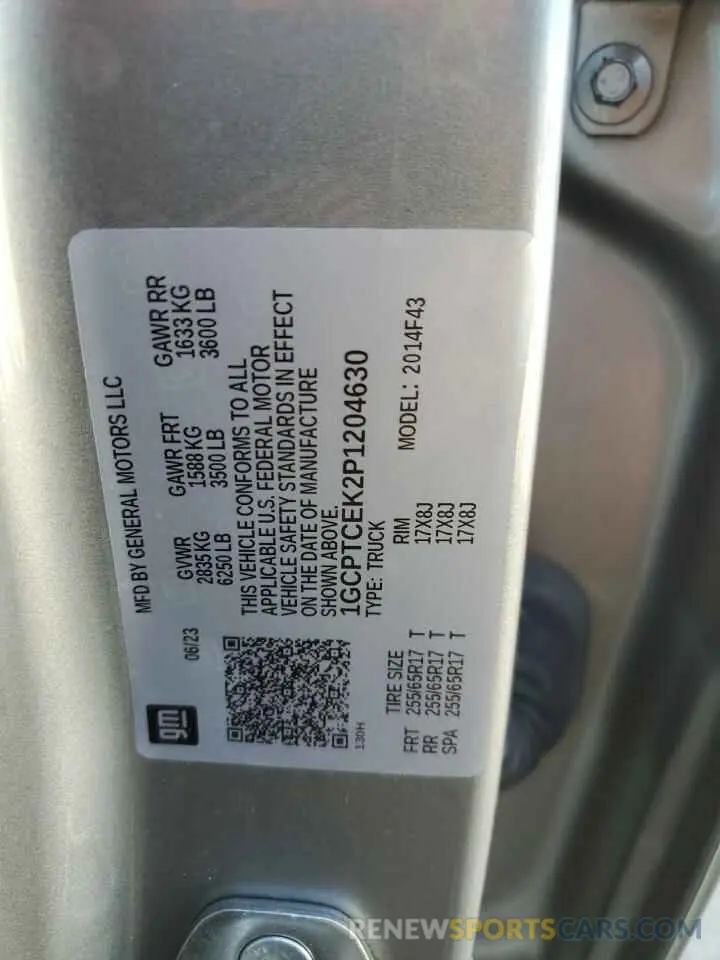 gm
MFD BY GENERAL MOTORS LLC
06/23
GVWR GAWR FRT GAWR RR
2835 KG 1588 KG 1633 KG
6250 LB 3500 LB 3600 LB
THIS VEHICLE CONFORMS TO ALL
APPLICABLE U.S. FEDERAL MOTOR
VEHICLE SAFETY STANDARDS IN EFFECT
ON THE DATE OF MANUFACTURE
SHOWN ABOVE.
1GCPTCEK2P1204630
TYPE: TRUCK
130H
MODEL: 2014F43
TIRE SIZE RIM
FRT 255/65R17 T 17X8J
RR 255/65R17 T 17X8J
SPA 255/65R17 T 17X8J
RENEWSPORTSCARS.COM